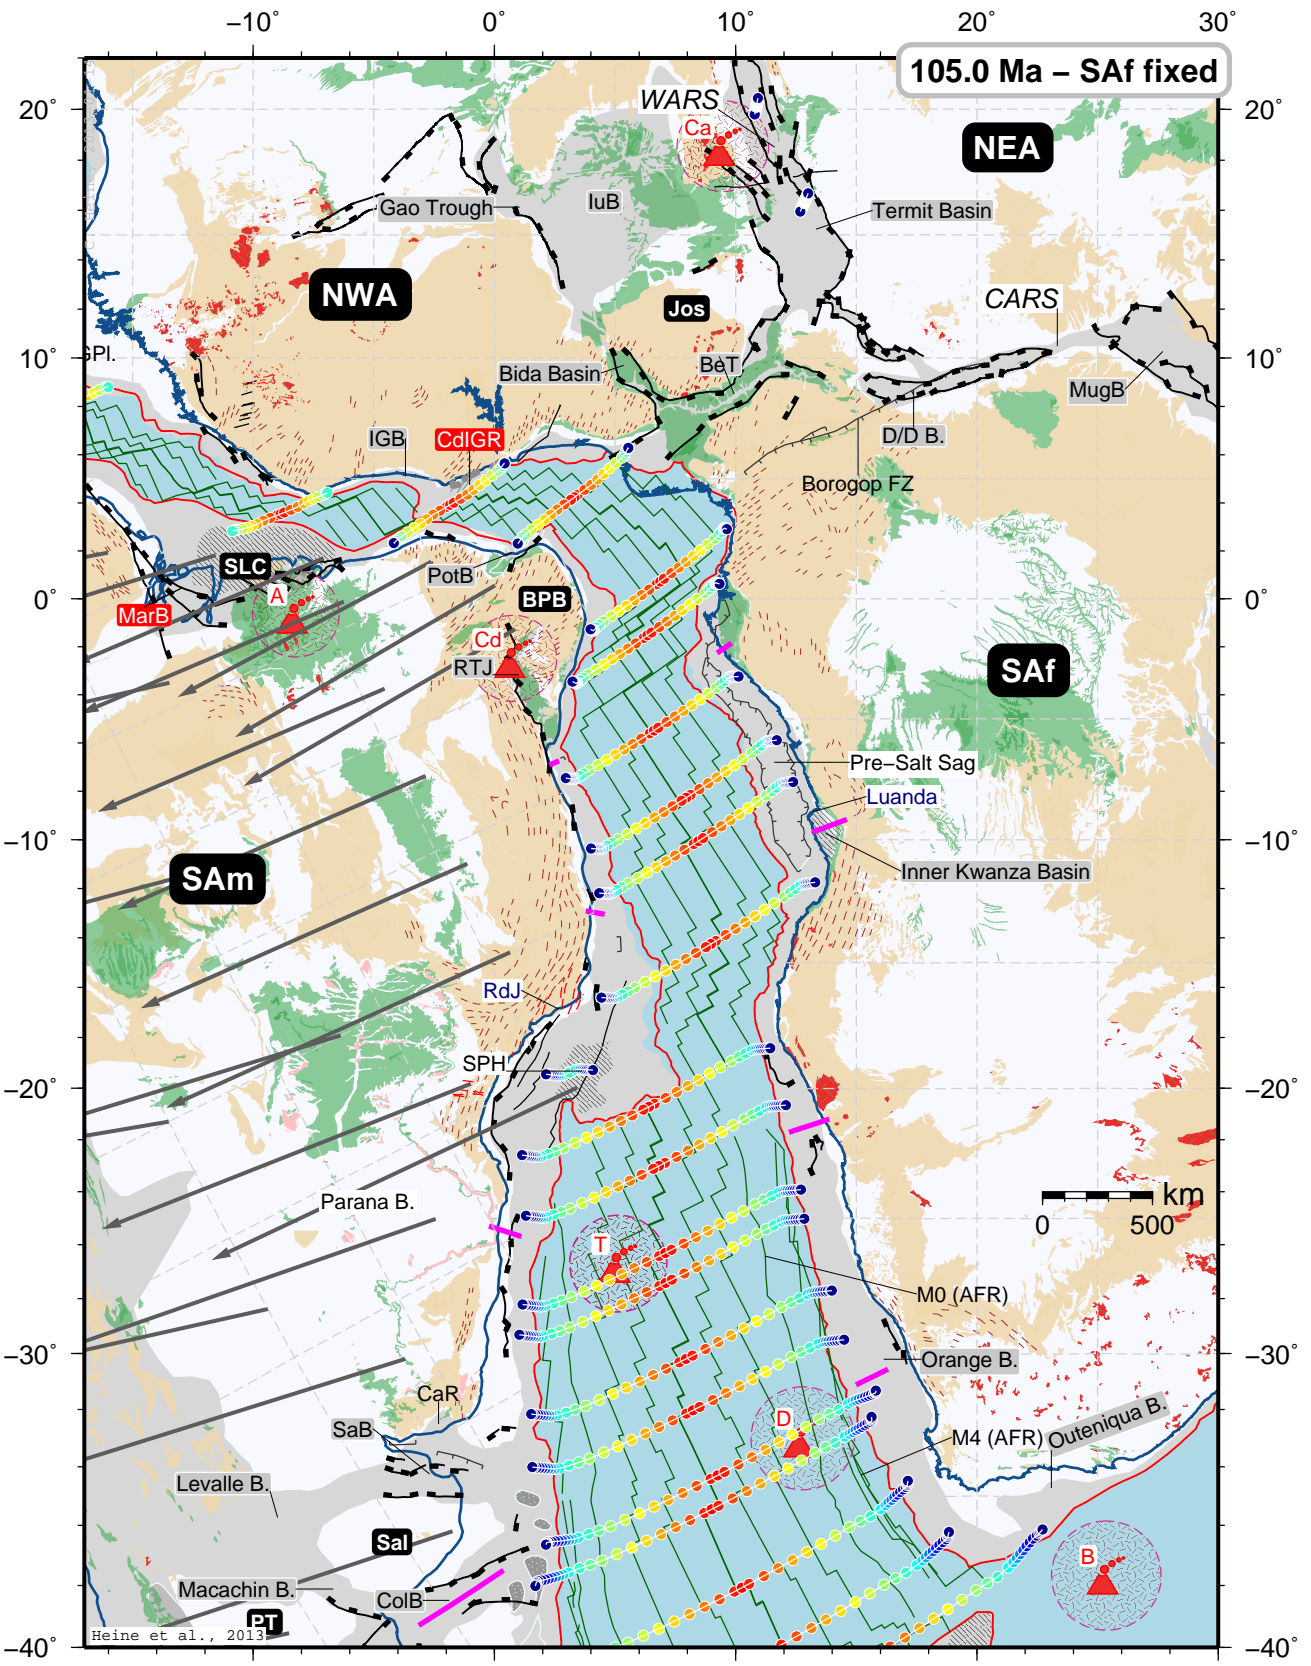 −10˚ 0˚ 10˚ 20˚ 30˚
105.0 Ma − SAf fixed
20˚ 20˚
WARS
Ca
NEA
IuB
Gao Trough
Termit Basin
NWA
CARS
Jos
GPl.
10˚ 10˚
Bida Basin
BeT
MugB
IGB
CdIGR
D/D B.
Borogop FZ
SLC
PotB
BPB
0˚ 0˚
A
MarB
Cd
RTJ
SAf
Pre−Salt Sag
Luanda
−10˚ −10˚
SAm
Inner Kwanza Basin
RdJ
SPH
−20˚ −20˚
Parana B.
km
0 500
T
M0 (AFR)
−30˚ −30˚
Orange B.
CaR
SaB
D
M4 (AFR)
Outeniqua B.
Levalle B.
Sal
B
Macachin B.
ColB
PT
Heine et al., 2013
−40˚ −40˚